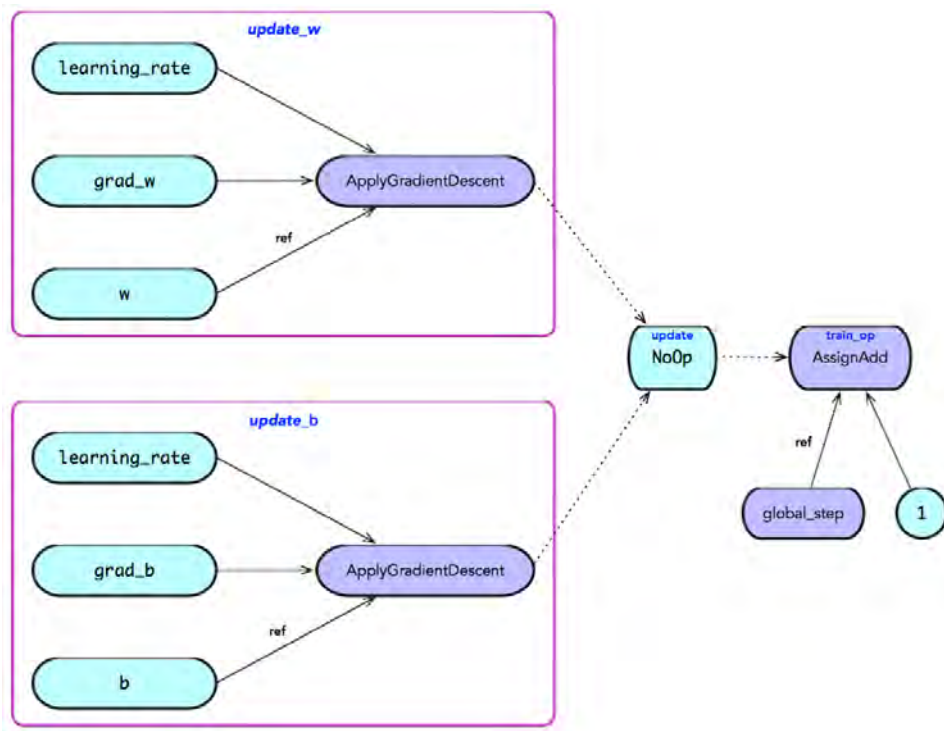 update_w
learning_rate
grad_w
ApplyGradientDescent
ref
w
update
NoOp
train_op
AssignAdd
update_b
learning_rate
ref
global_step
1
grad_b
ApplyGradientDescent
ref
b